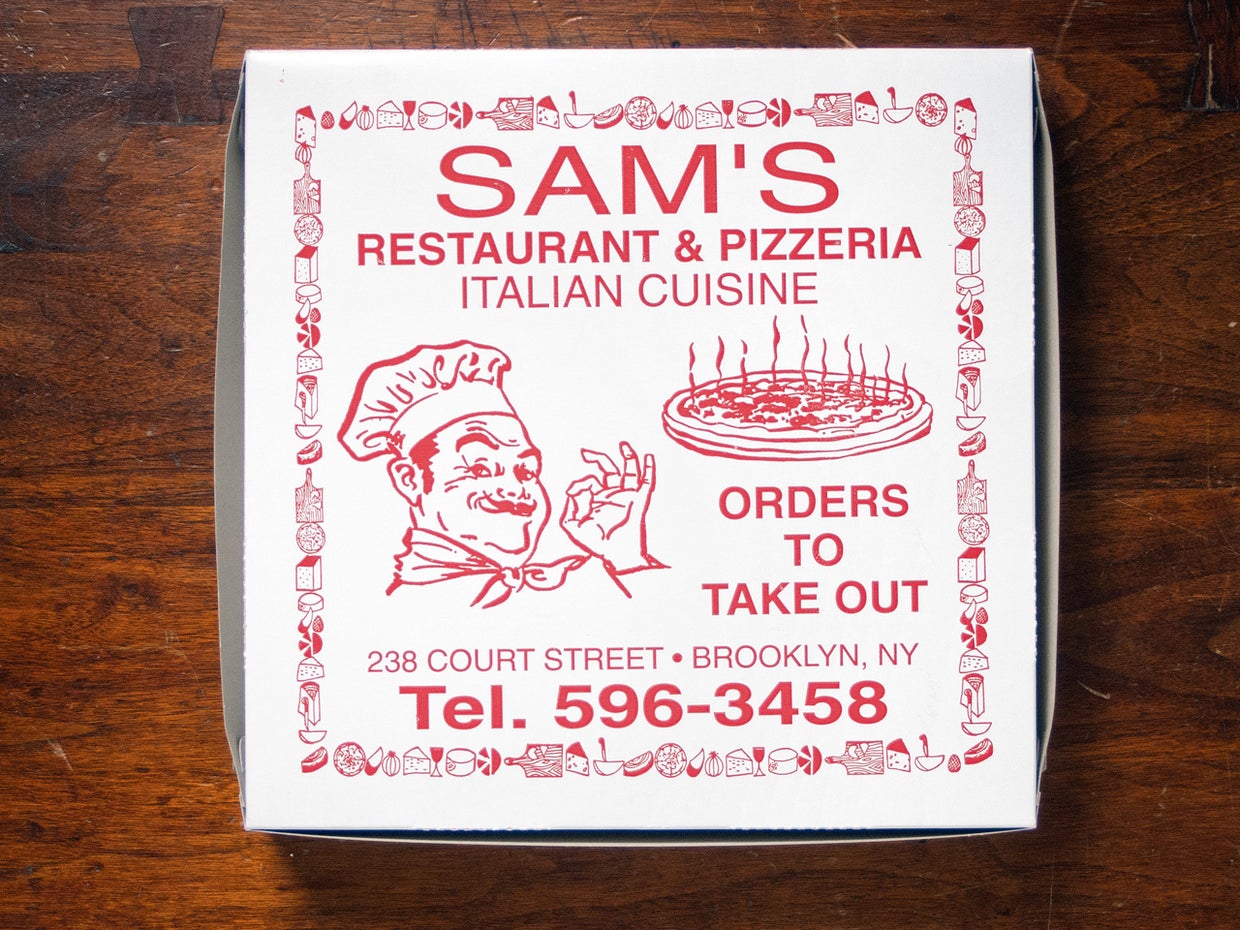 SAM'S
RESTAURANT & PIZZERIA
ITALIAN CUISINE
ORDERS
TO
TAKE OUT
238 COURT STREET • BROOKLYN, NY
Tel. 596-3458